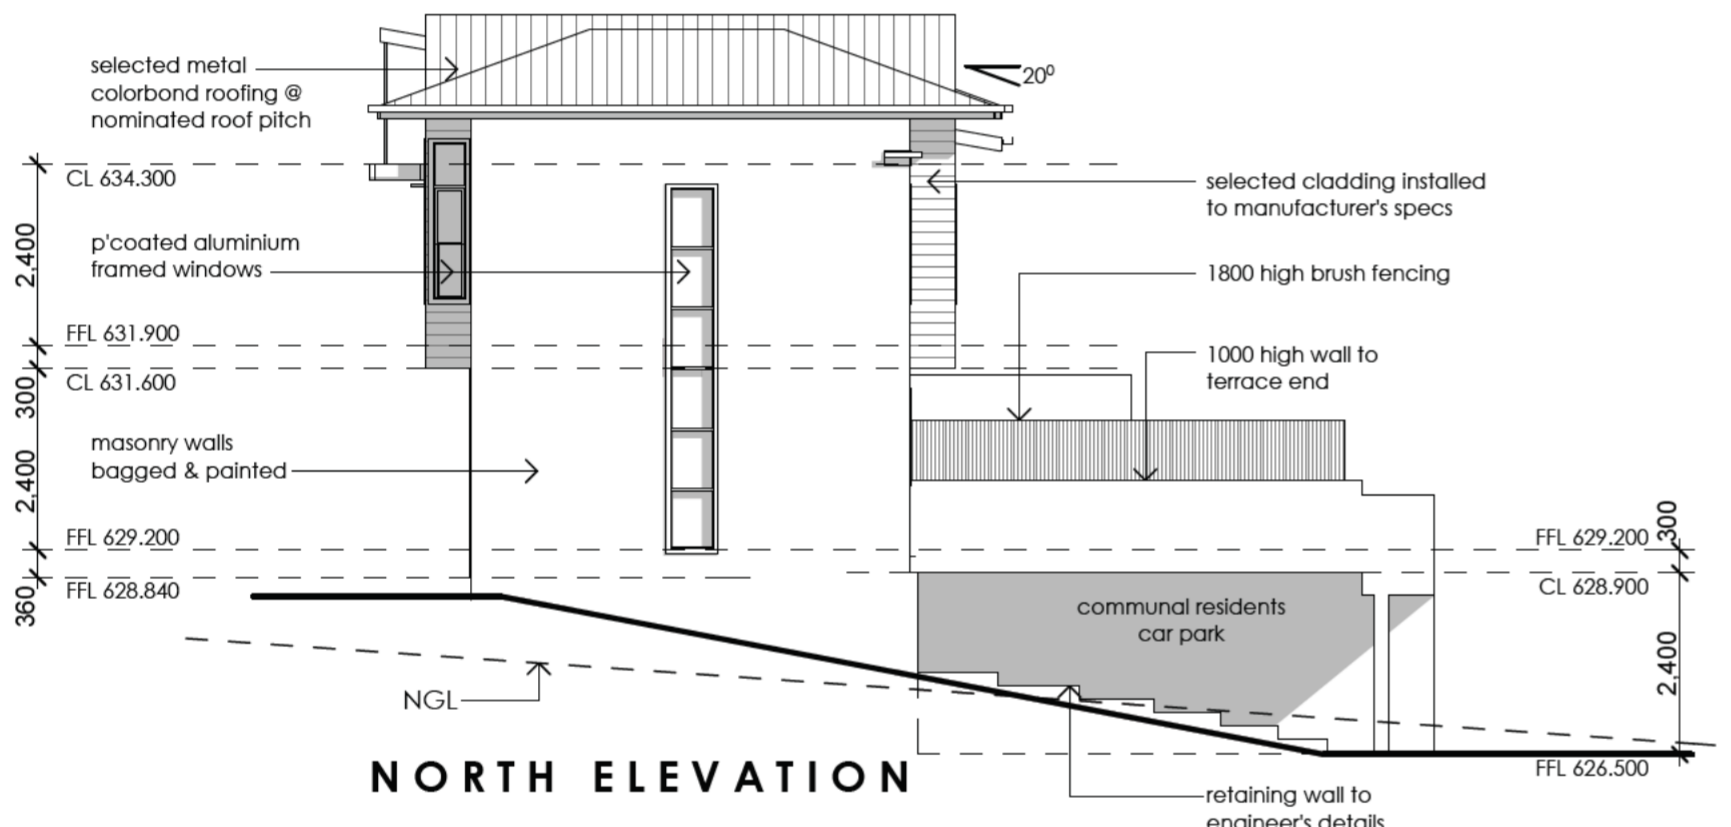 selected metal
colorbond roofing @
nominated roof pitch
20⁰
CL 634.300
selected cladding installed
to manufacturer's specs
2,400
p'coated aluminium
framed windows
1800 high brush fencing
FFL 631.900
CL 631.600
300
1000 high wall to
terrace end
masonry walls
bagged & painted
2,400
FFL 629.200
FFL 628.840
360
FFL 629.200
300
CL 628.900
communal residents
car park
2,400
NGL
FFL 626.500
NORTH ELEVATION
retaining wall to
engineer's details